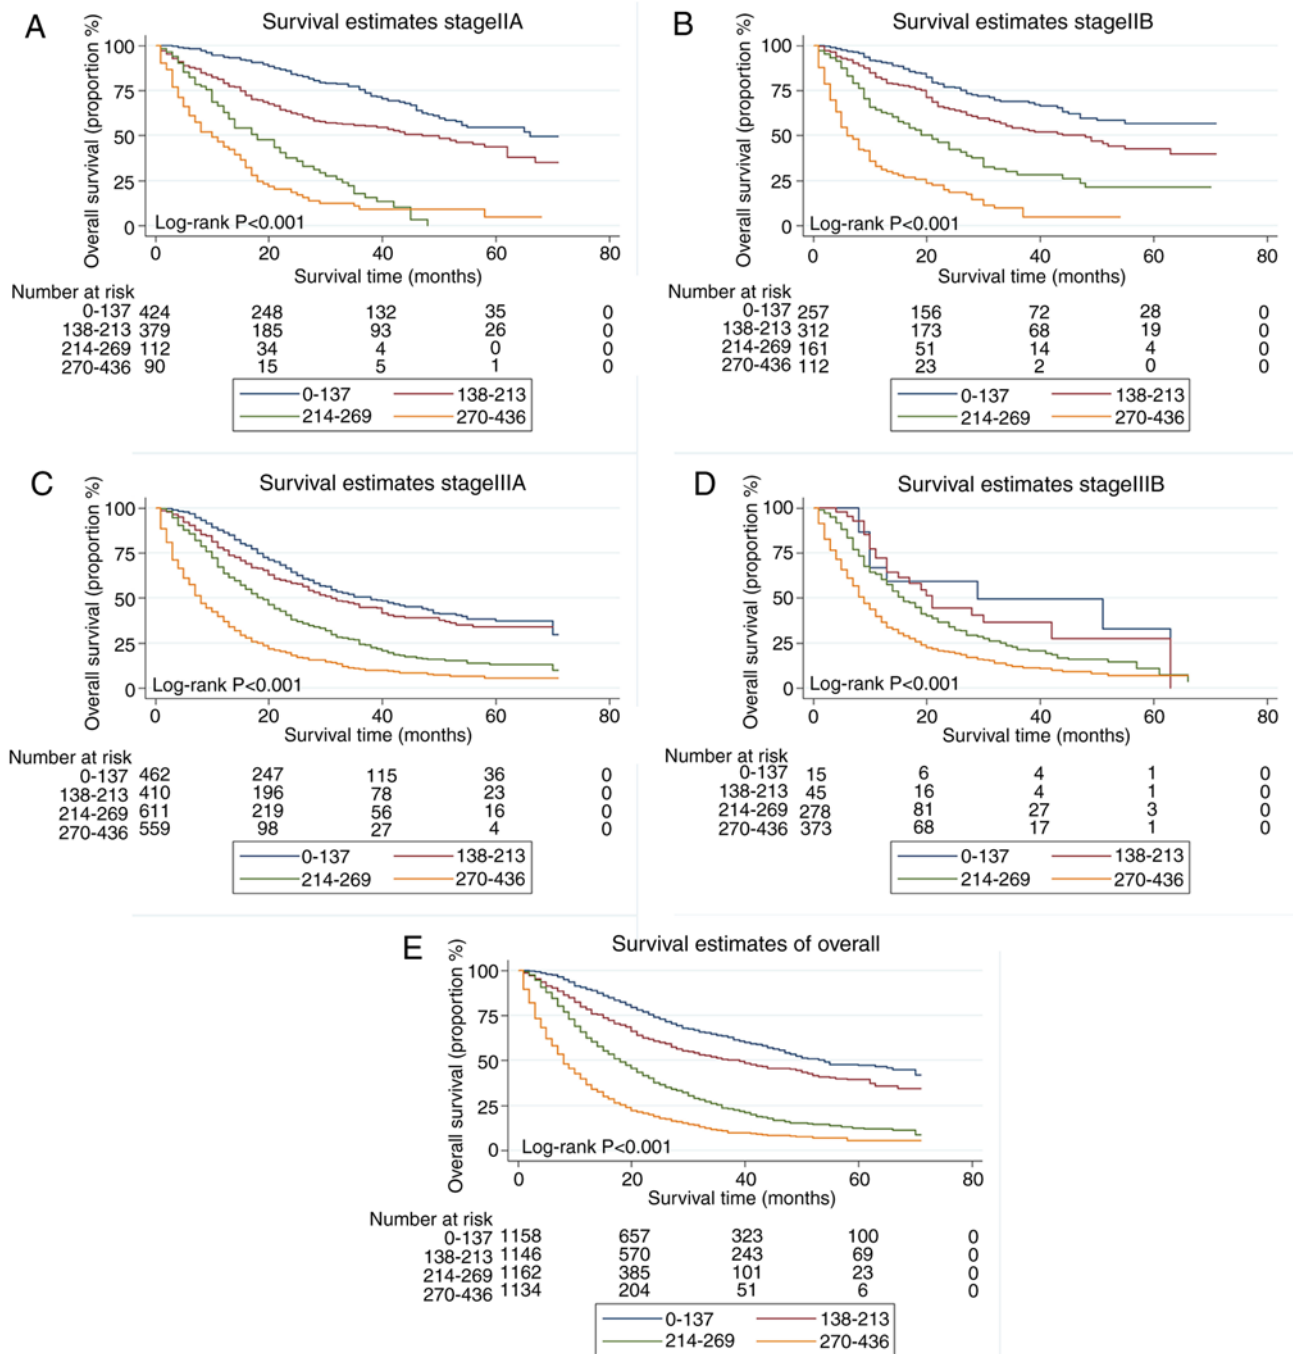 A
Survival estimates stageIIA
Overall survival (proportion %)
100
75
50
25
0
Log-rank P<0.001
0 20 40 60 80
Survival time (months)
Number at risk
0-137 424 248 132 35 0
138-213 379 185 93 26 0
214-269 112 34 4 0 0
270-436 90 15 5 1 0
0-137 138-213
214-269 270-436
B
Survival estimates stageIIB
Overall survival (proportion %)
100
75
50
25
0
Log-rank P<0.001
0 20 40 60 80
Survival time (months)
Number at risk
0-137 257 156 72 28 0
138-213 312 173 68 19 0
214-269 161 51 14 4 0
270-436 112 23 2 0 0
0-137 138-213
214-269 270-436
C
Survival estimates stageIIIA
Overall survival (proportion %)
100
75
50
25
0
Log-rank P<0.001
0 20 40 60 80
Survival time (months)
Number at risk
0-137 462 247 115 36 0
138-213 410 196 78 23 0
214-269 611 219 56 16 0
270-436 559 98 27 4 0
0-137 138-213
214-269 270-436
D
Survival estimates stageIIIB
Overall survival (proportion %)
100
75
50
25
0
Log-rank P<0.001
0 20 40 60 80
Survival time (months)
Number at risk
0-137 15 6 4 1 0
138-213 45 16 4 1 0
214-269 278 81 27 3 0
270-436 373 68 17 1 0
0-137 138-213
214-269 270-436
E
Survival estimates of overall
Overall survival (proportion %)
100
75
50
25
0
Log-rank P<0.001
0 20 40 60 80
Survival time (months)
Number at risk
0-137 1158 657 323 100 0
138-213 1146 570 243 69 0
214-269 1162 385 101 23 0
270-436 1134 204 51 6 0
0-137 138-213
214-269 270-436